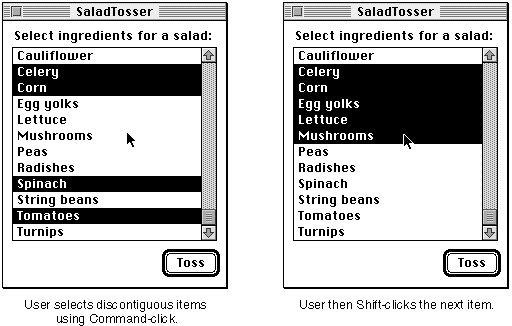 SaladTosser
Select ingredients for a salad:
Cauliflower
Celery
Corn
Egg yolks
Lettuce
Mushrooms
Peas
Radishes
Spinach
String beans
Tomatoes
Turnips
Toss
User selects discontiguous items
using Command-click.
SaladTosser
Select ingredients for a salad:
Cauliflower
Celery
Corn
Egg yolks
Lettuce
Mushrooms
Peas
Radishes
Spinach
String beans
Tomatoes
Turnips
Toss
User then Shift-clicks the next item.